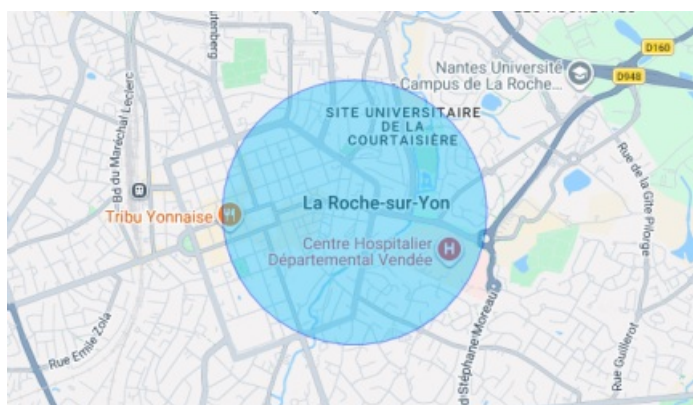 utenberg
D160
Nantes Université
Campus de La Roche...
D948
SITE UNIVERSITAIRE
DE LA
COURTAISIÈRE
Bd du Maréchal Leclerc
Rue de la Gîte Pilorge
La Roche-sur-Yon
Tribu Yonnaise
Centre Hospitalier
Départemental Vendée
H
d Stéphane Moreau
Rue Emile Zola
Rue Guillerot